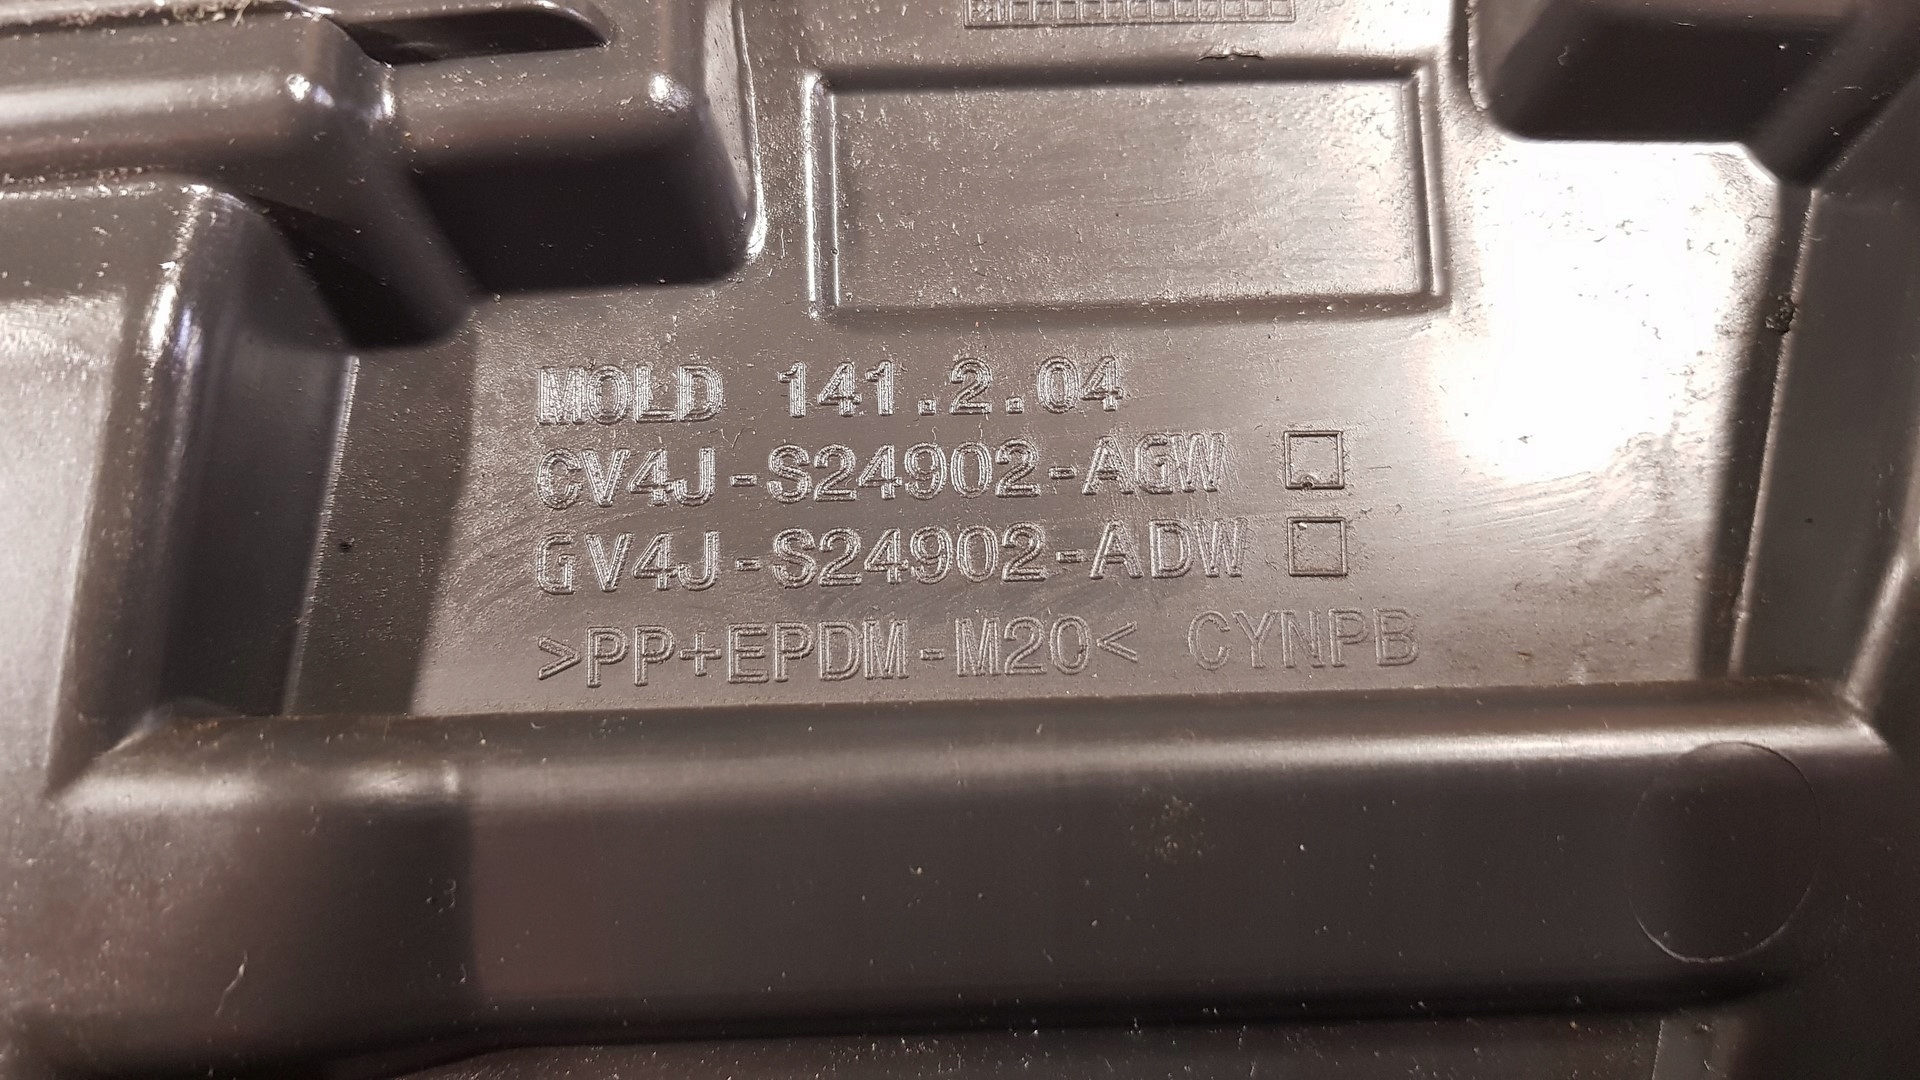 MOLD 141.2.04
CV4J-S24902-AGW
GV4J-S24902-ADW
>PP+EPDM-M20< CYNPB